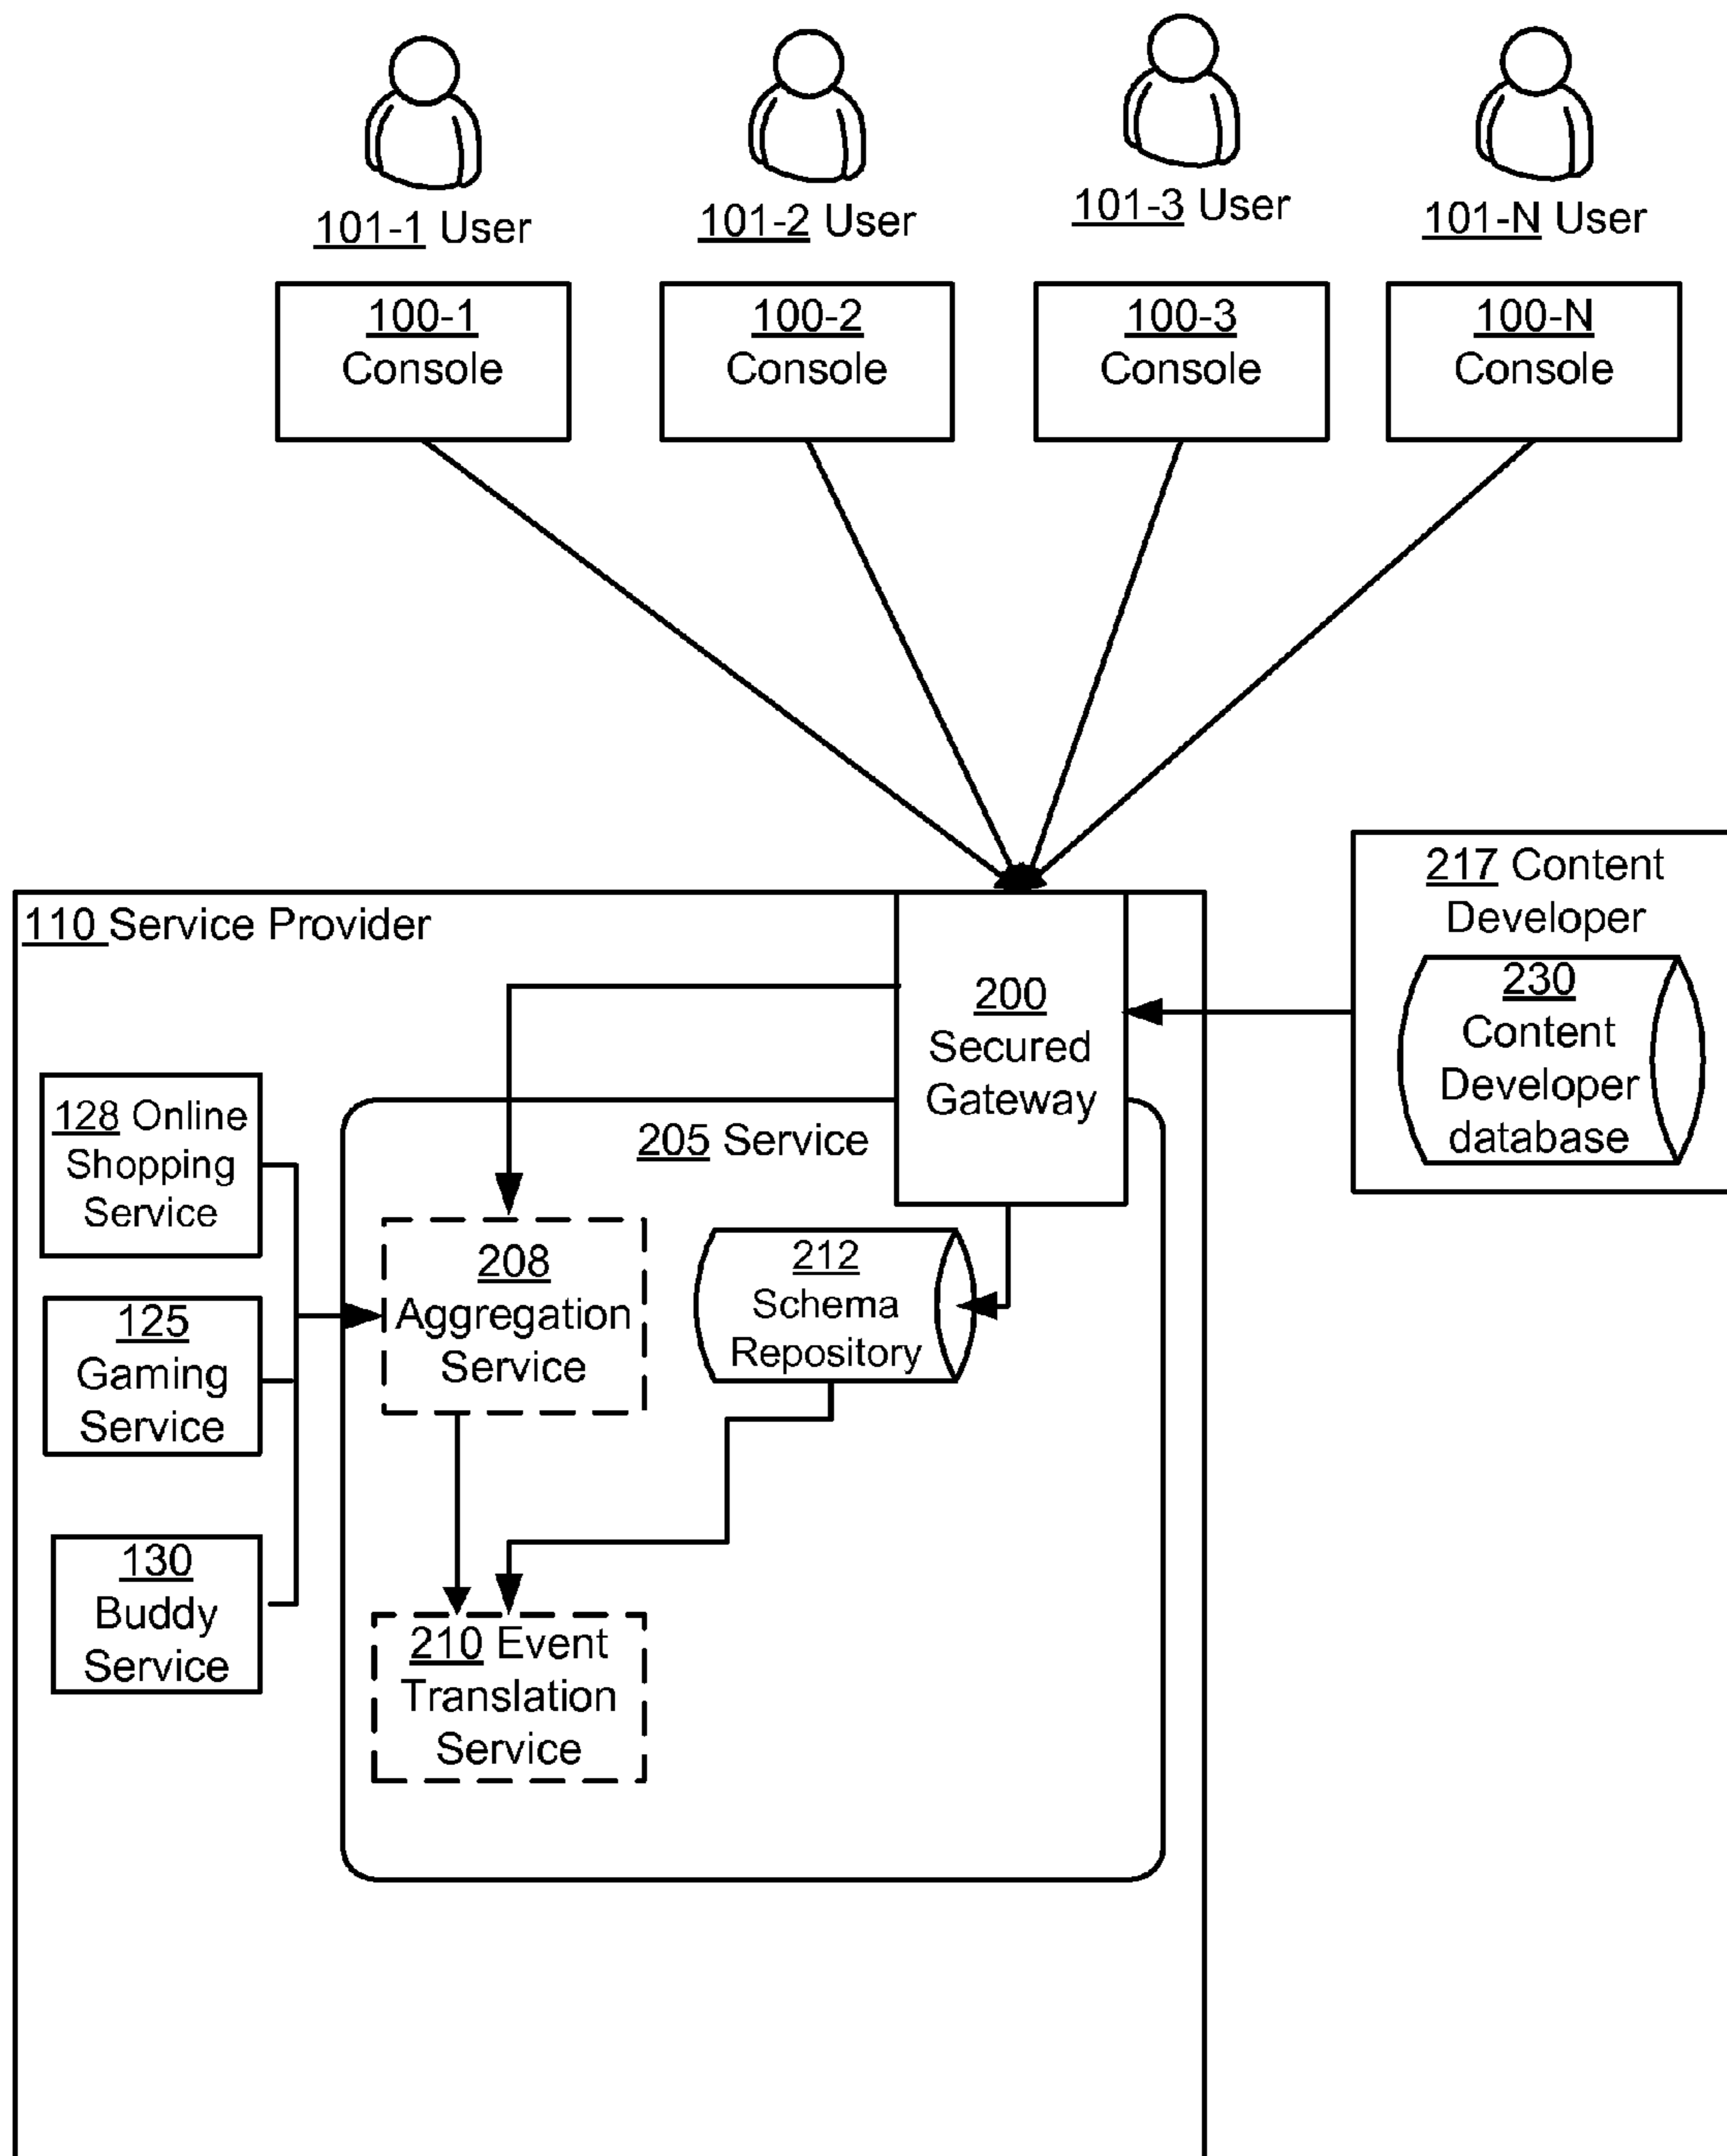 101-1 User
101-2 User
101-3 User
101-N User
100-1
Console
100-2
Console
100-3
Console
100-N
Console
110 Service Provider
200
Secured
Gateway
217 Content
Developer
230
Content
Developer
database
128 Online
Shopping
Service
205 Service
208
Aggregation
Service
212
Schema
Repository
125
Gaming
Service
130
Buddy
Service
210 Event
Translation
Service